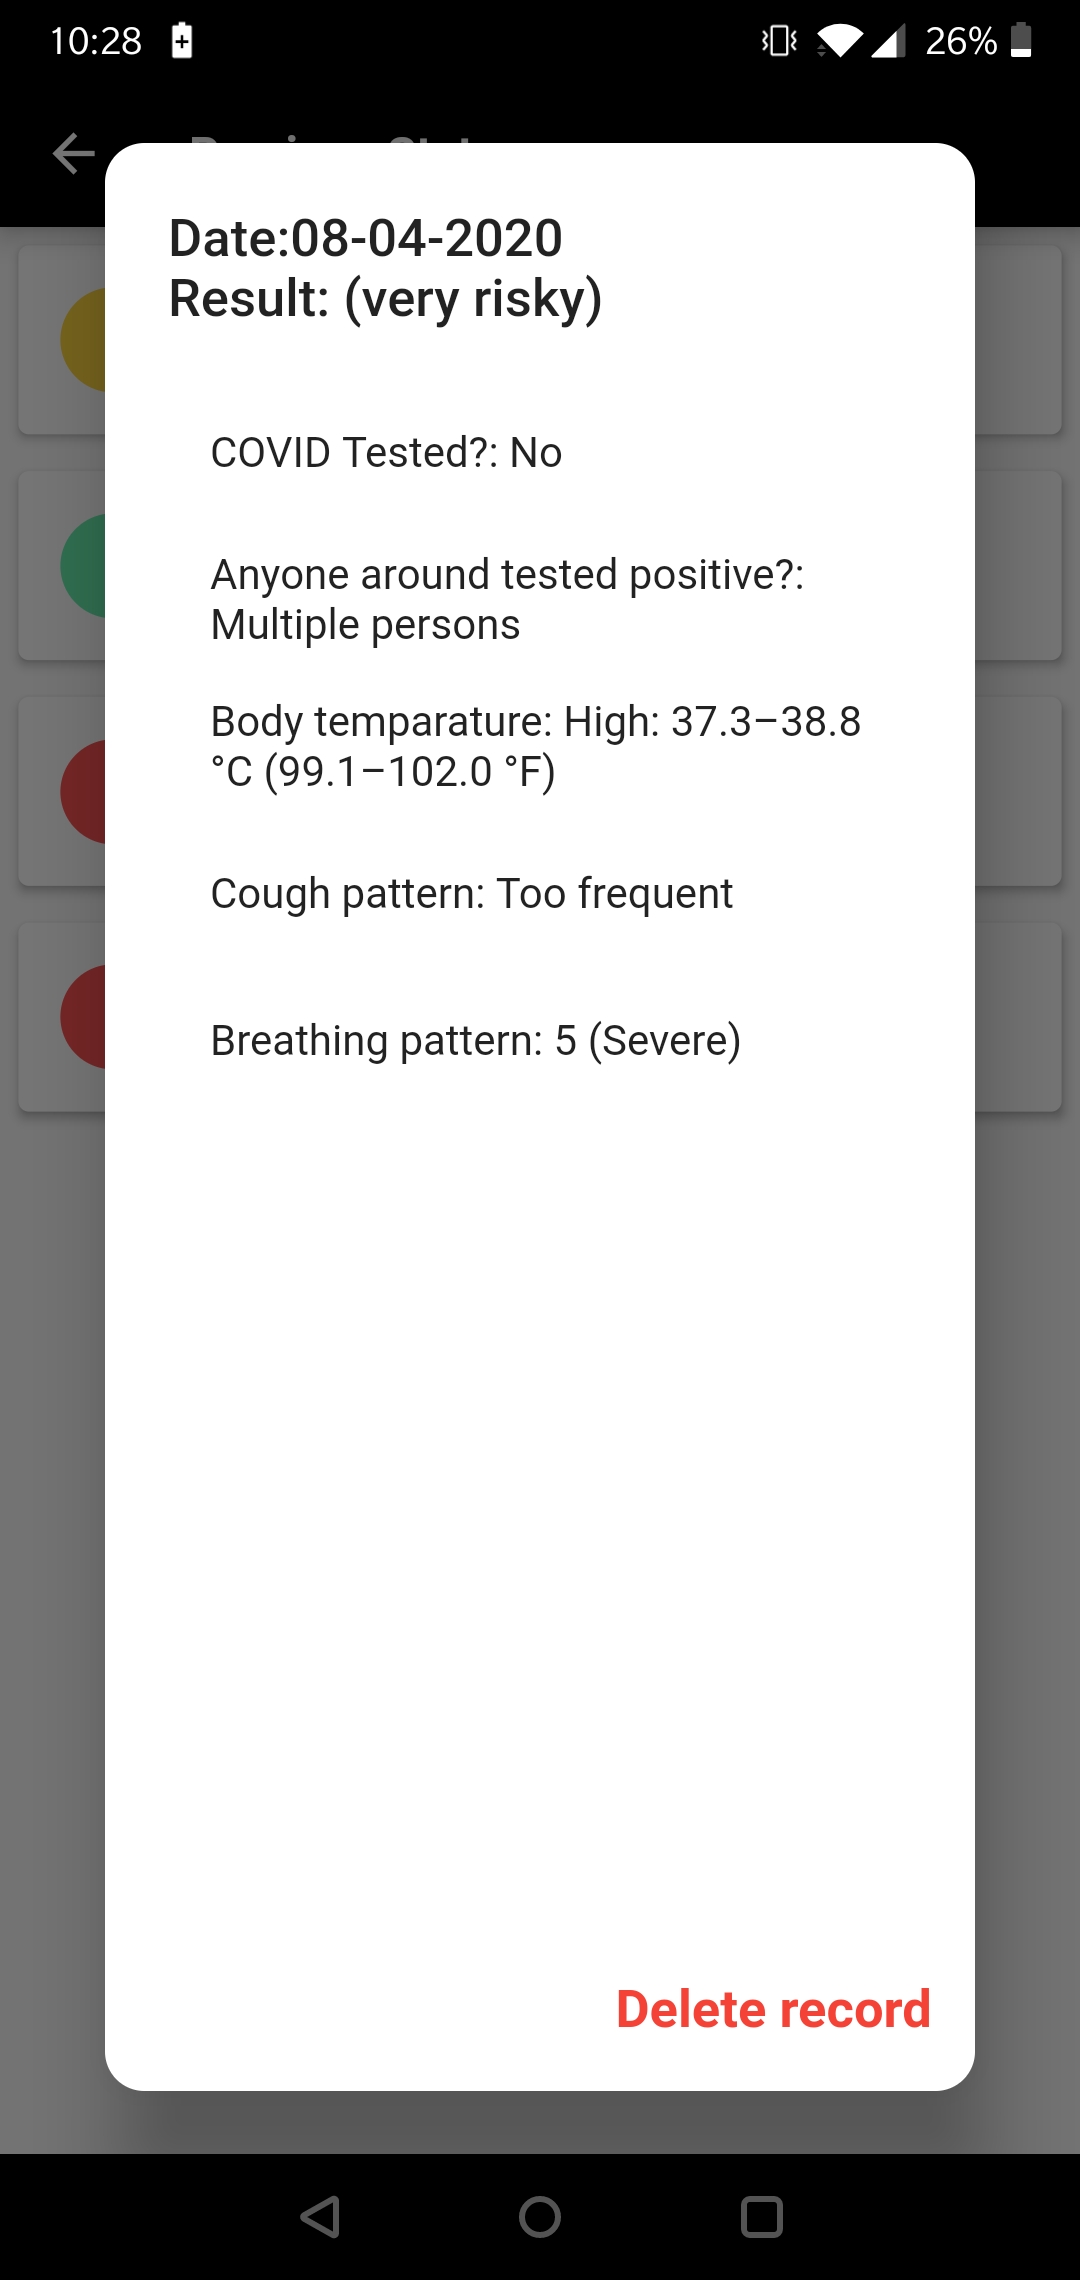 10:28
26%
Date:08-04-2020
Result: (very risky)
COVID Tested?: No
Anyone around tested positive?:
Multiple persons
Body temparature: High: 37.3–38.8
°C (99.1–102.0 °F)
Cough pattern: Too frequent
Breathing pattern: 5 (Severe)
Delete record